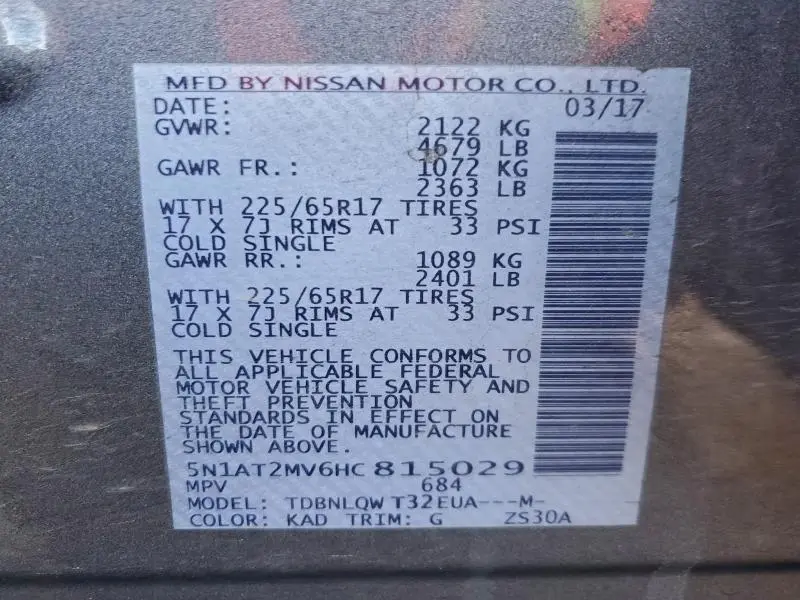 MFD BY NISSAN MOTOR CO., LTD.
DATE: 03/17
GVWR: 2122 KG
4679 LB
GAWR FR.: 1072 KG
2363 LB
WITH 225/65R17 TIRES
17 X 7J RIMS AT 33 PSI
COLD SINGLE
GAWR RR.: 1089 KG
2401 LB
WITH 225/65R17 TIRES
17 X 7J RIMS AT 33 PSI
COLD SINGLE
THIS VEHICLE CONFORMS TO
ALL APPLICABLE FEDERAL
MOTOR VEHICLE SAFETY AND
THEFT PREVENTION
STANDARDS IN EFFECT ON
THE DATE OF MANUFACTURE
SHOWN ABOVE.
5N1AT2MV6HC815029
MPV 684
MODEL: TDBNLQW T32EUA---M-
COLOR: KAD TRIM: G ZS30A